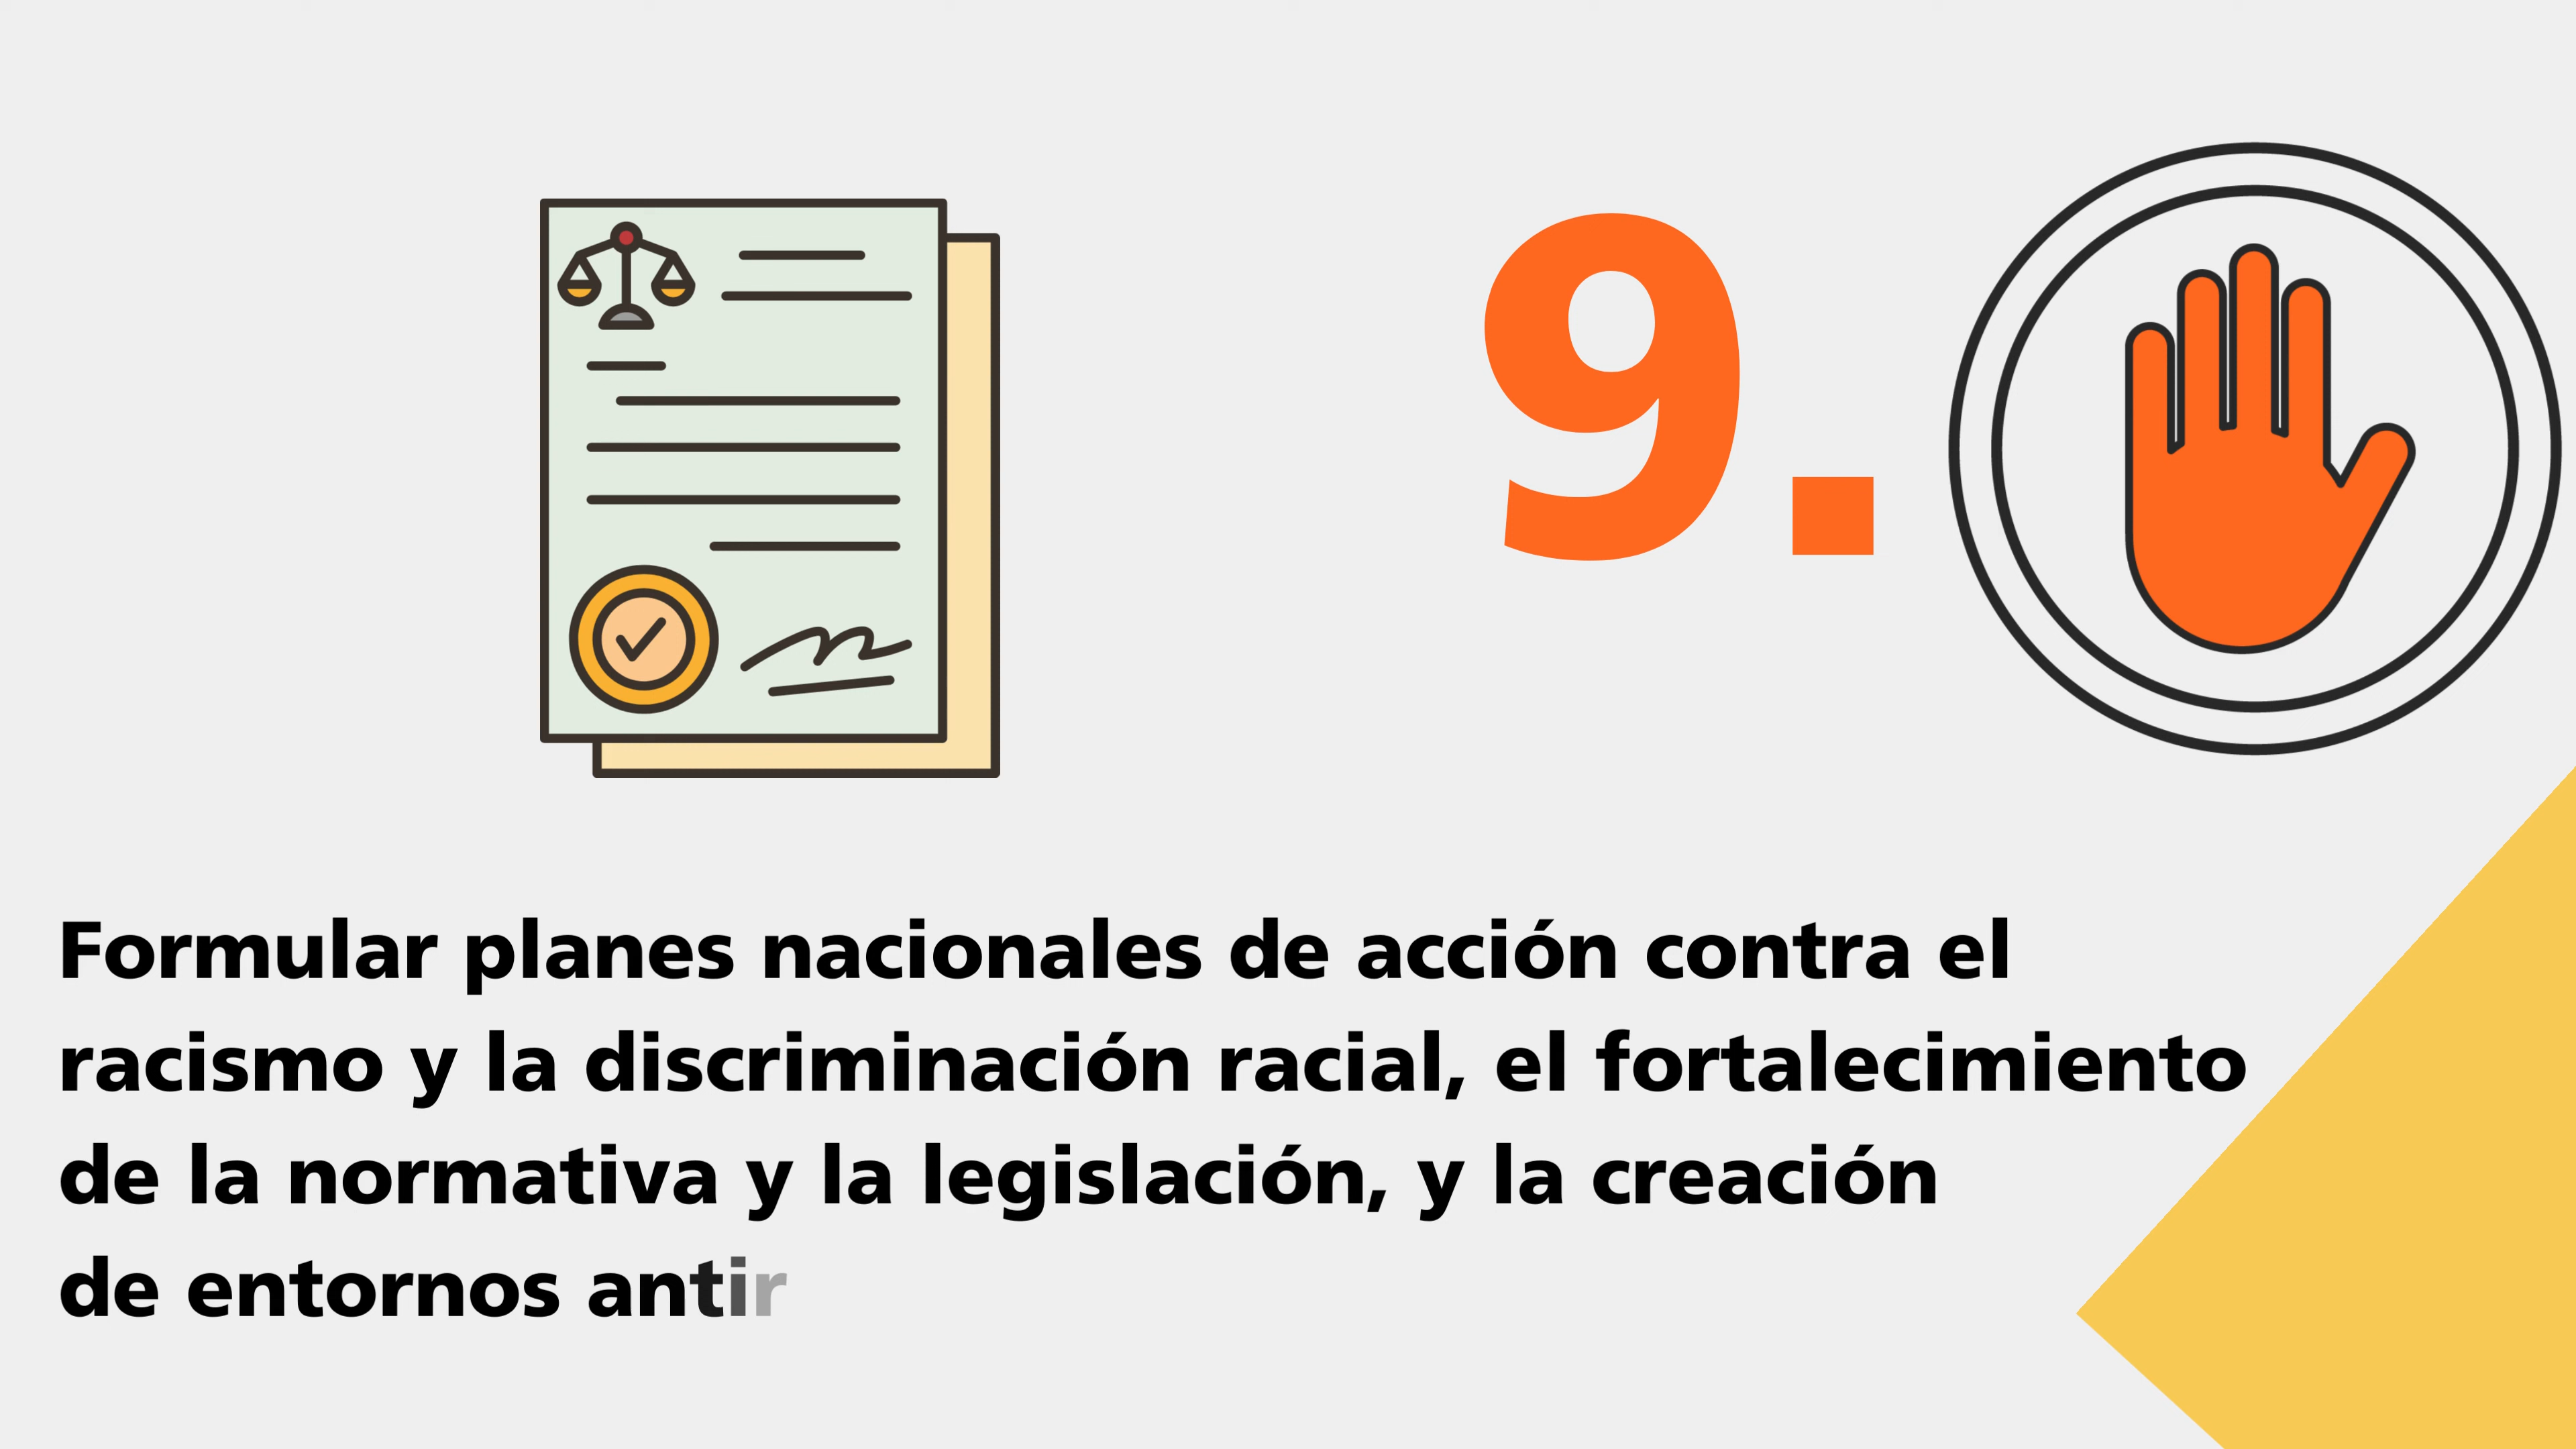 9.
Formular planes nacionales de acción contra el
racismo y la discriminación racial, el fortalecimiento
de la normativa y la legislación, y la creación
de entornos antir